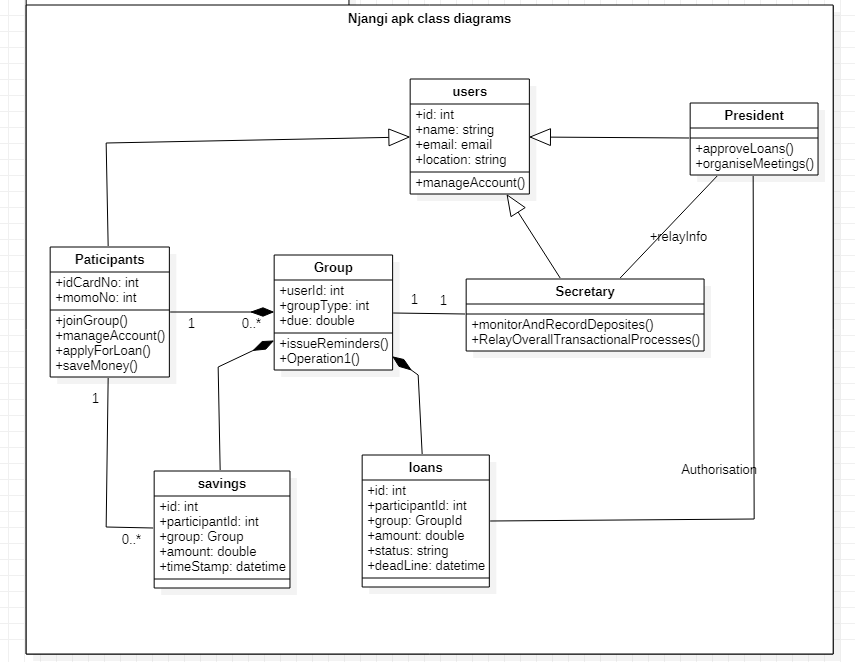 Njangi apk class diagrams
users
+id: int
+name: string
+email: email
+location: string
+manageAccount()
President
+approveLoans()
+organiseMeetings()
+relayInfo
Paticipants
+idCardNo: int
+momoNo: int
+joinGroup()
+manageAccount()
+applyForLoan()
+saveMoney()
Group
+userId: int
+groupType: int
+due: double
+issueReminders()
+Operation1()
Secretary
+monitorAndRecordDeposites()
+RelayOverallTransactionalProcesses()
1
0..*
1
1
1
0..*
Authorisation
savings
+id: int
+participantId: int
+group: Group
+amount: double
+timeStamp: datetime
loans
+id: int
+participantId: int
+group: GroupId
+amount: double
+status: string
+deadLine: datetime